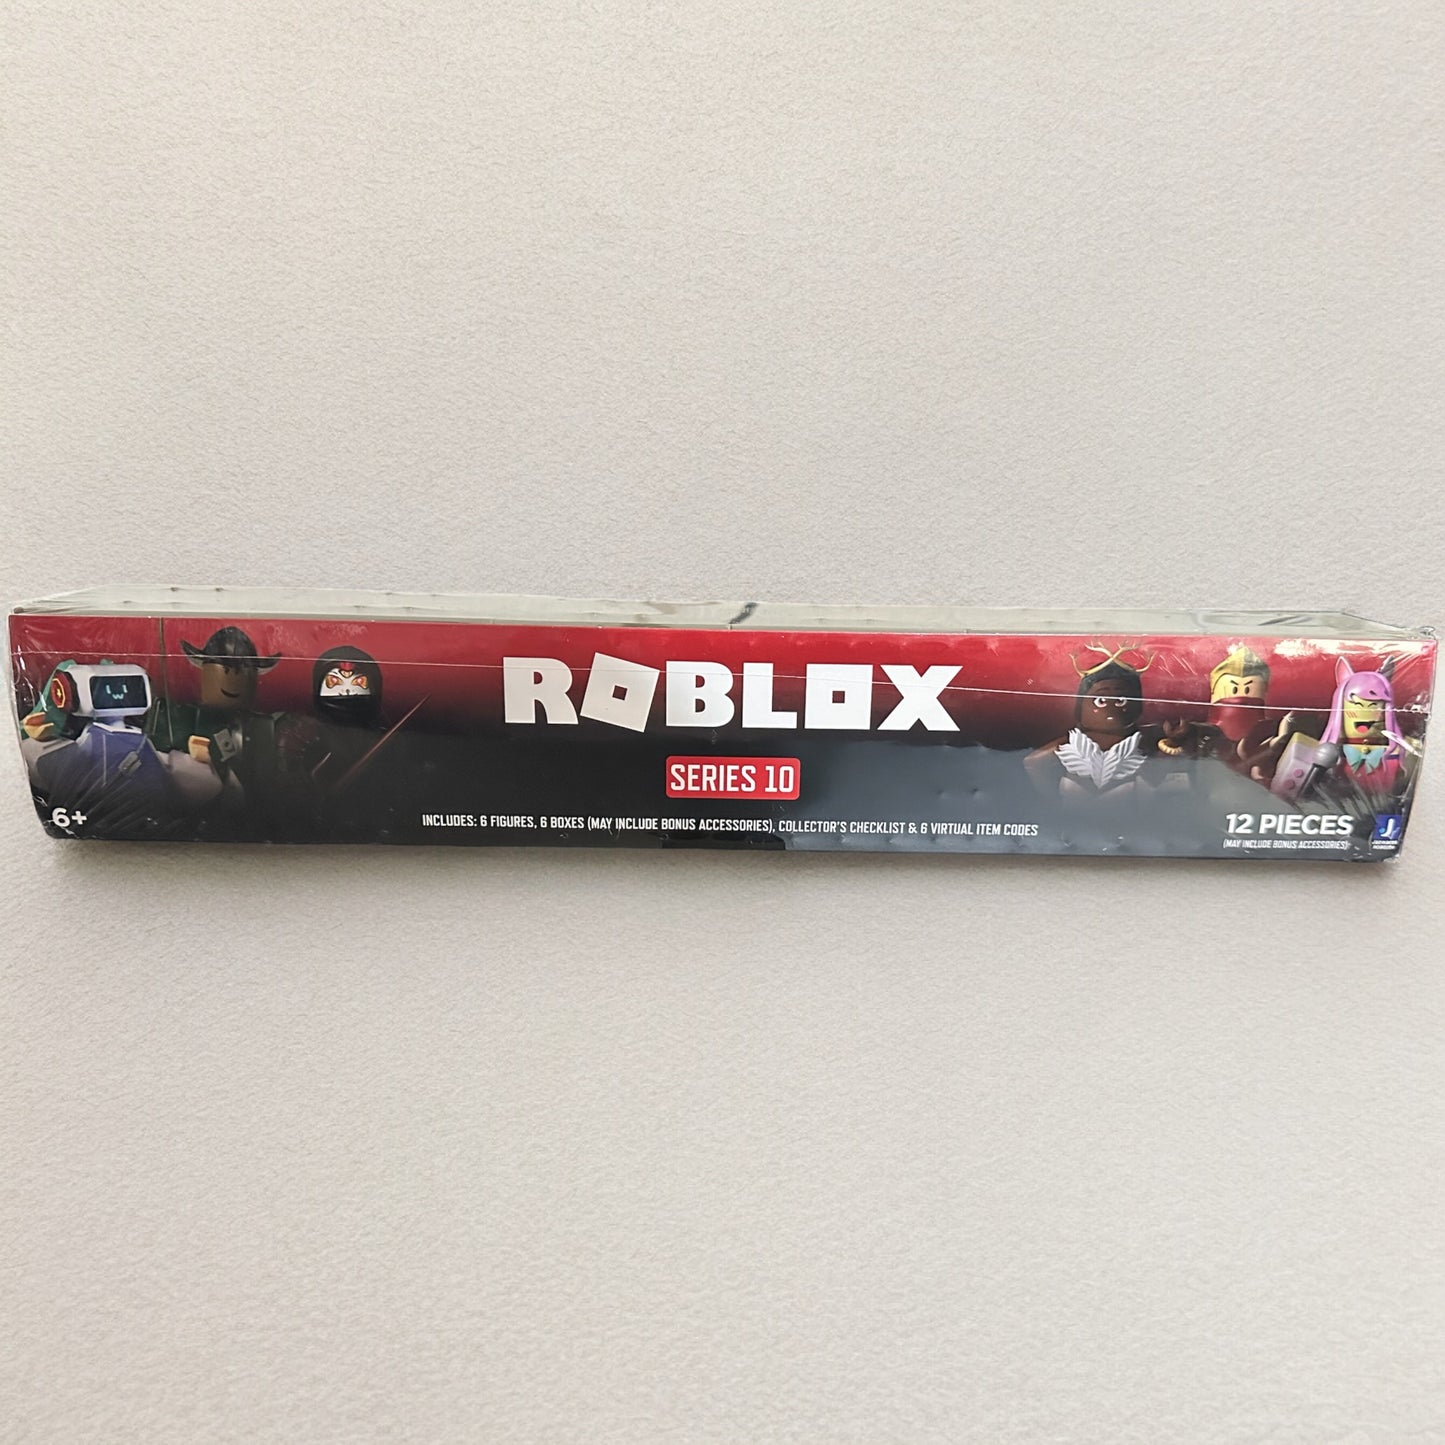 ROBLOX
SERIES 10
6+
INCLUDES: 6 FIGURES, 6 BOXES (MAY INCLUDE BONUS ACCESSORIES), COLLECTOR'S CHECKLIST & 6 VIRTUAL ITEM CODES
12 PIECES
(MAY INCLUDE BONUS ACCESSORIES)
J